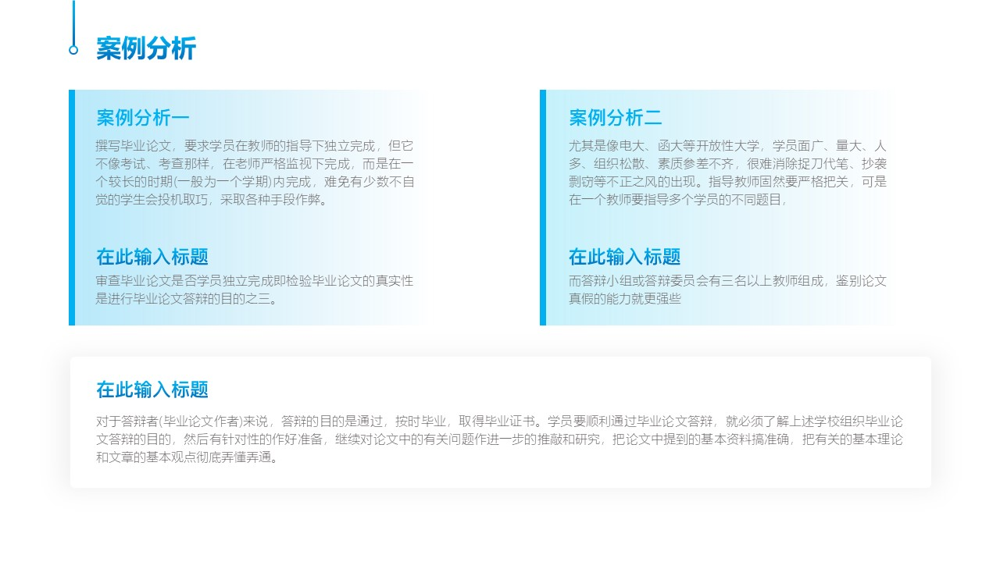 案例分析
案例分析一
撰写毕业论文，要求学员在教师的指导下独立完成，但它
不像考试、考查那样，在老师严格监视下完成，而是在一
个较长的时期(一般为一个学期)内完成，难免有少数不自
觉的学生会投机取巧，采取各种手段作弊。
在此输入标题
审查毕业论文是否学员独立完成即检验毕业论文的真实性
是进行毕业论文答辩的目的之三。
案例分析二
尤其是像电大、函大等开放性大学，学员面广、量大、人
多、组织松散、素质参差不齐，很难消除捉刀代笔、抄袭
剽窃等不正之风的出现。指导教师固然要严格把关，可是
在一个教师要指导多个学员的不同题目，
在此输入标题
而答辩小组或答辩委员会有三名以上教师组成，鉴别论文
真假的能力就更强些
在此输入标题
对于答辩者(毕业论文作者)来说，答辩的目的是通过，按时毕业，取得毕业证书。学员要顺利通过毕业论文答辩，就必须了解上述学校组织毕业论
文答辩的目的，然后有针对性的作好准备，继续对论文中的有关问题作进一步的推敲和研究，把论文中提到的基本资料搞准确，把有关的基本理论
和文章的基本观点彻底弄懂弄通。